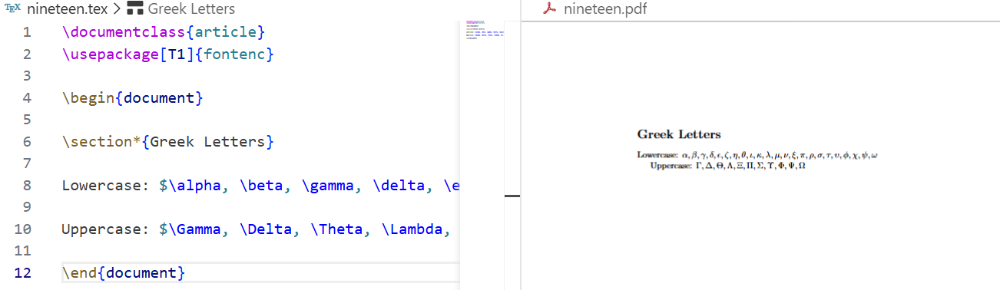 TEX nineteen.tex > Greek Letters
1 \documentclass{article}
2 \usepackage[T1]{fontenc}
3
4 \begin{document}
5
6 \section*{Greek Letters}
7
8 Lowercase: $\alpha, \beta, \gamma, \delta, \e
9
10 Uppercase: $\Gamma, \Delta, \Theta, \Lambda,
11
12 \end{document}
nineteen.pdf
Greek Letters
Lowercase: α, β, γ, δ, ϵ, ζ, η, θ, ι, κ, λ, μ, ν, ξ, π, ρ, σ, τ, υ, ϕ, χ, ψ, ω
Uppercase: Γ, Δ, Θ, Λ, Ξ, Π, Σ, Υ, Φ, Ψ, Ω